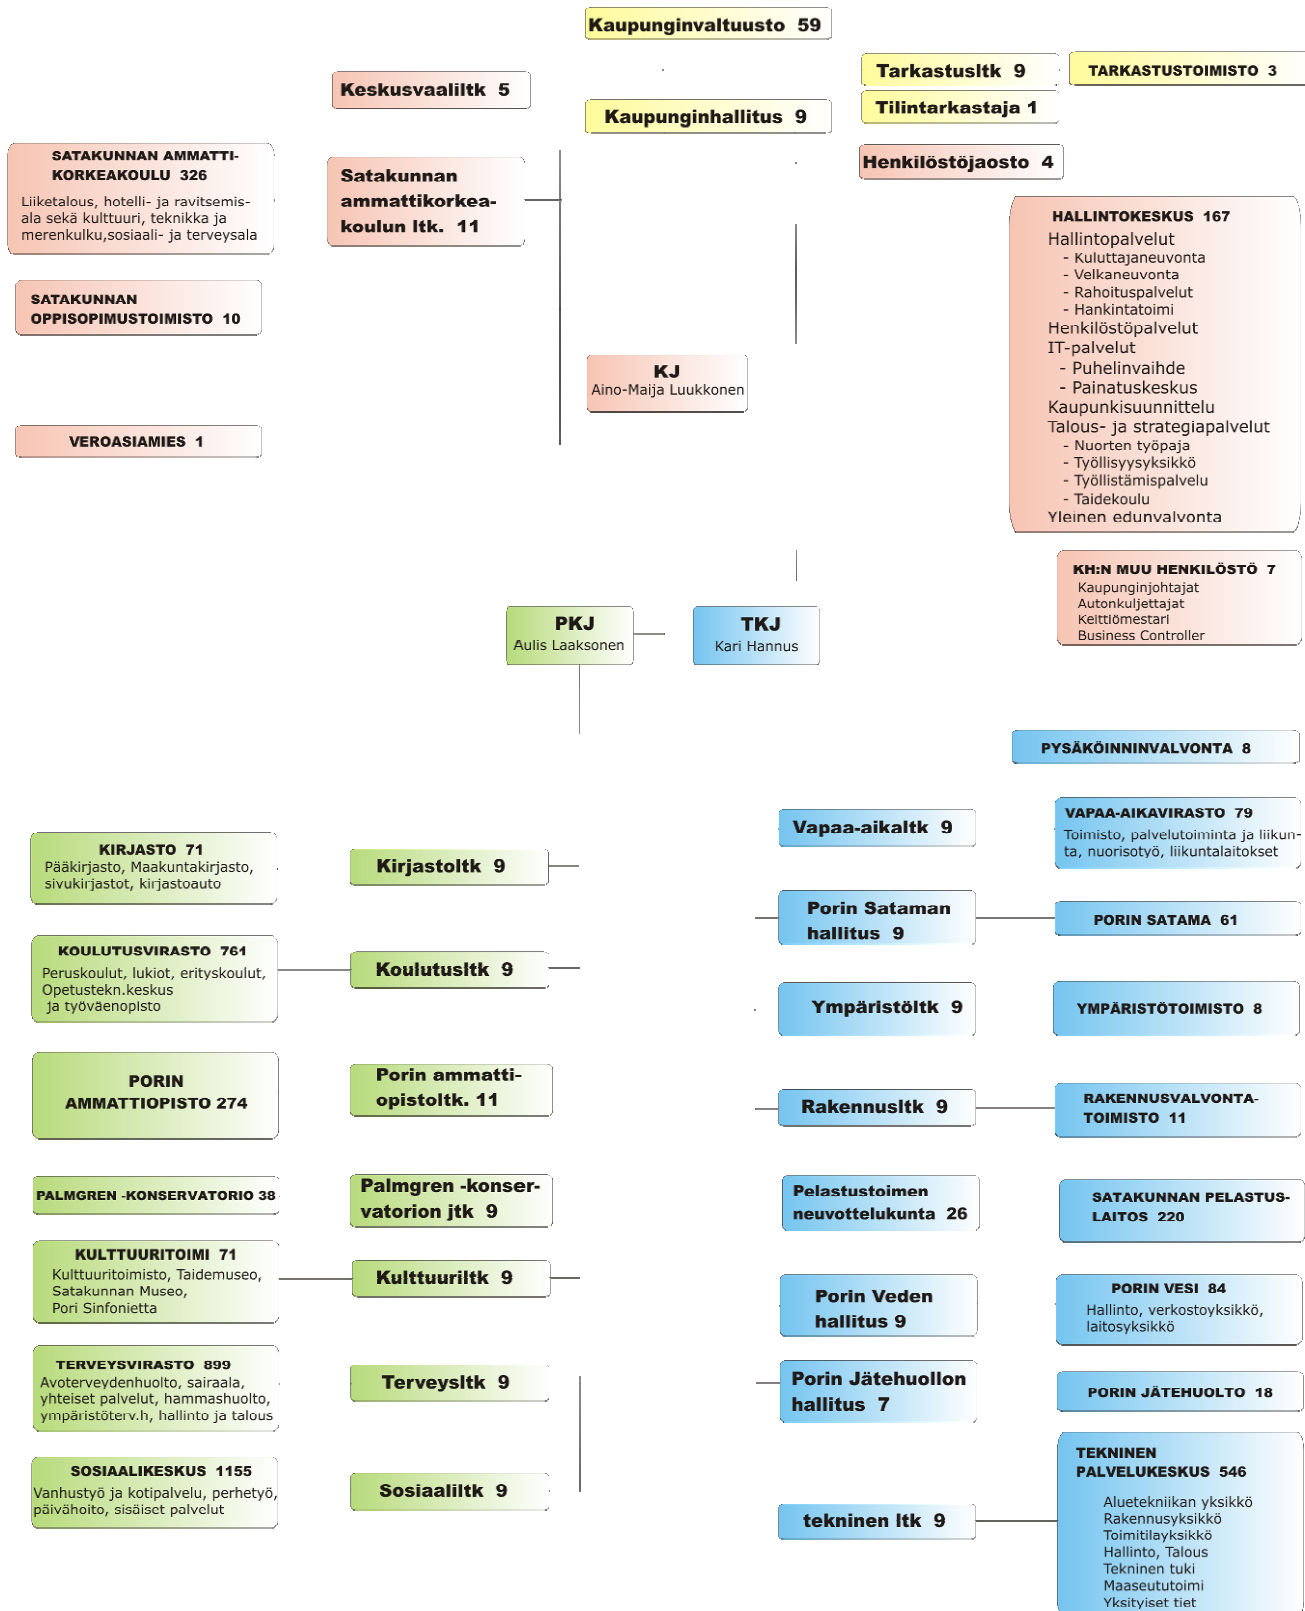 Kaupunginvaltuusto 59
Tarkastusltk 9
TARKASTUSTOIMISTO 3
Keskusvaaliltk 5
Kaupunginhallitus 9
Tilintarkastaja 1
Henkilöstöjaosto 4
SATAKUNNAN AMMATTI-
KORKEAKOULU 326
Liiketalous, hotelli- ja ravitsemis-
ala sekä kulttuuri, teknikka ja
merenkulku,sosiaali- ja terveysala
Satakunnan
ammattikorkea-
koulun ltk. 11
SATAKUNNAN
OPPISOPIMUSTOIMISTO 10
VEROASIAMIES 1
KJ
Aino-Maija Luukkonen
HALLINTOKESKUS 167
Hallintopalvelut
- Kuluttajaneuvonta
- Velkaneuvonta
- Rahoituspalvelut
- Hankintatoimi
Henkilöstöpalvelut
IT-palvelut
- Puhelinvaihde
- Painatuskeskus
Kaupunkisuunnittelu
Talous- ja strategiapalvelut
- Nuorten työpaja
- Työllisyysyksikkö
- Työllistämispalvelu
- Taidekoulu
Yleinen edunvalvonta
KH:N MUU HENKILÖSTÖ 7
Kaupunginjohtajat
Autonkuljettajat
Keittiömestari
Business Controller
PKJ
Aulis Laaksonen
TKJ
Kari Hannus
PYSÄKÖINNINVALVONTA 8
KIRJASTO 71
Pääkirjasto, Maakuntakirjasto,
sivukirjastot, kirjastoauto
Kirjastoltk 9
Vapaa-aikaltk 9
VAPAA-AIKAVIRASTO 79
Toimisto, palvelutoiminta ja liikun-
ta, nuorisotyö, liikuntalaitokset
KOULUTUSVIRASTO 761
Peruskoulut, lukiot, erityskoulut,
Opetustekn.keskus
ja työväenopisto
Koulutusltk 9
Porin Sataman
hallitus 9
PORIN SATAMA 61
Ympäristöltk 9
YMPÄRISTÖTOIMISTO 8
PORIN
AMMATTIOPISTO 274
Porin ammatti-
opistoltk. 11
Rakennusltk 9
RAKENNUSVALVONTA-
TOIMISTO 11
PALMGREN -KONSERVATORIO 38
Palmgren -konser-
vatorion jtk 9
Pelastustoimen
neuvottelukunta 26
SATAKUNNAN PELASTUS-
LAITOS 220
KULTTUURITOIMI 71
Kulttuuritoimisto, Taidemuseo,
Satakunnan Museo,
Pori Sinfonietta
Kulttuuriltk 9
Porin Veden
hallitus 9
PORIN VESI 84
Hallinto, verkostoyksikkö,
laitosyksikkö
TERVEYSVIRASTO 899
Avoterveydenhuolto, sairaala,
yhteiset palvelut, hammashuolto,
ympäristöterv.h, hallinto ja talous
Terveysltk 9
Porin Jätehuollon
hallitus 7
PORIN JÄTEHUOLTO 18
SOSIAALIKESKUS 1155
Vanhustyö ja kotipalvelu, perhetyö,
päivähoito, sisäiset palvelut
Sosiaaliltk 9
tekninen ltk 9
TEKNINEN
PALVELUKESKUS 546
Aluetekniikan yksikkö
Rakennusyksikkö
Toimitilayksikkö
Hallinto, Talous
Tekninen tuki
Maaseututoimi
Yksityiset tiet